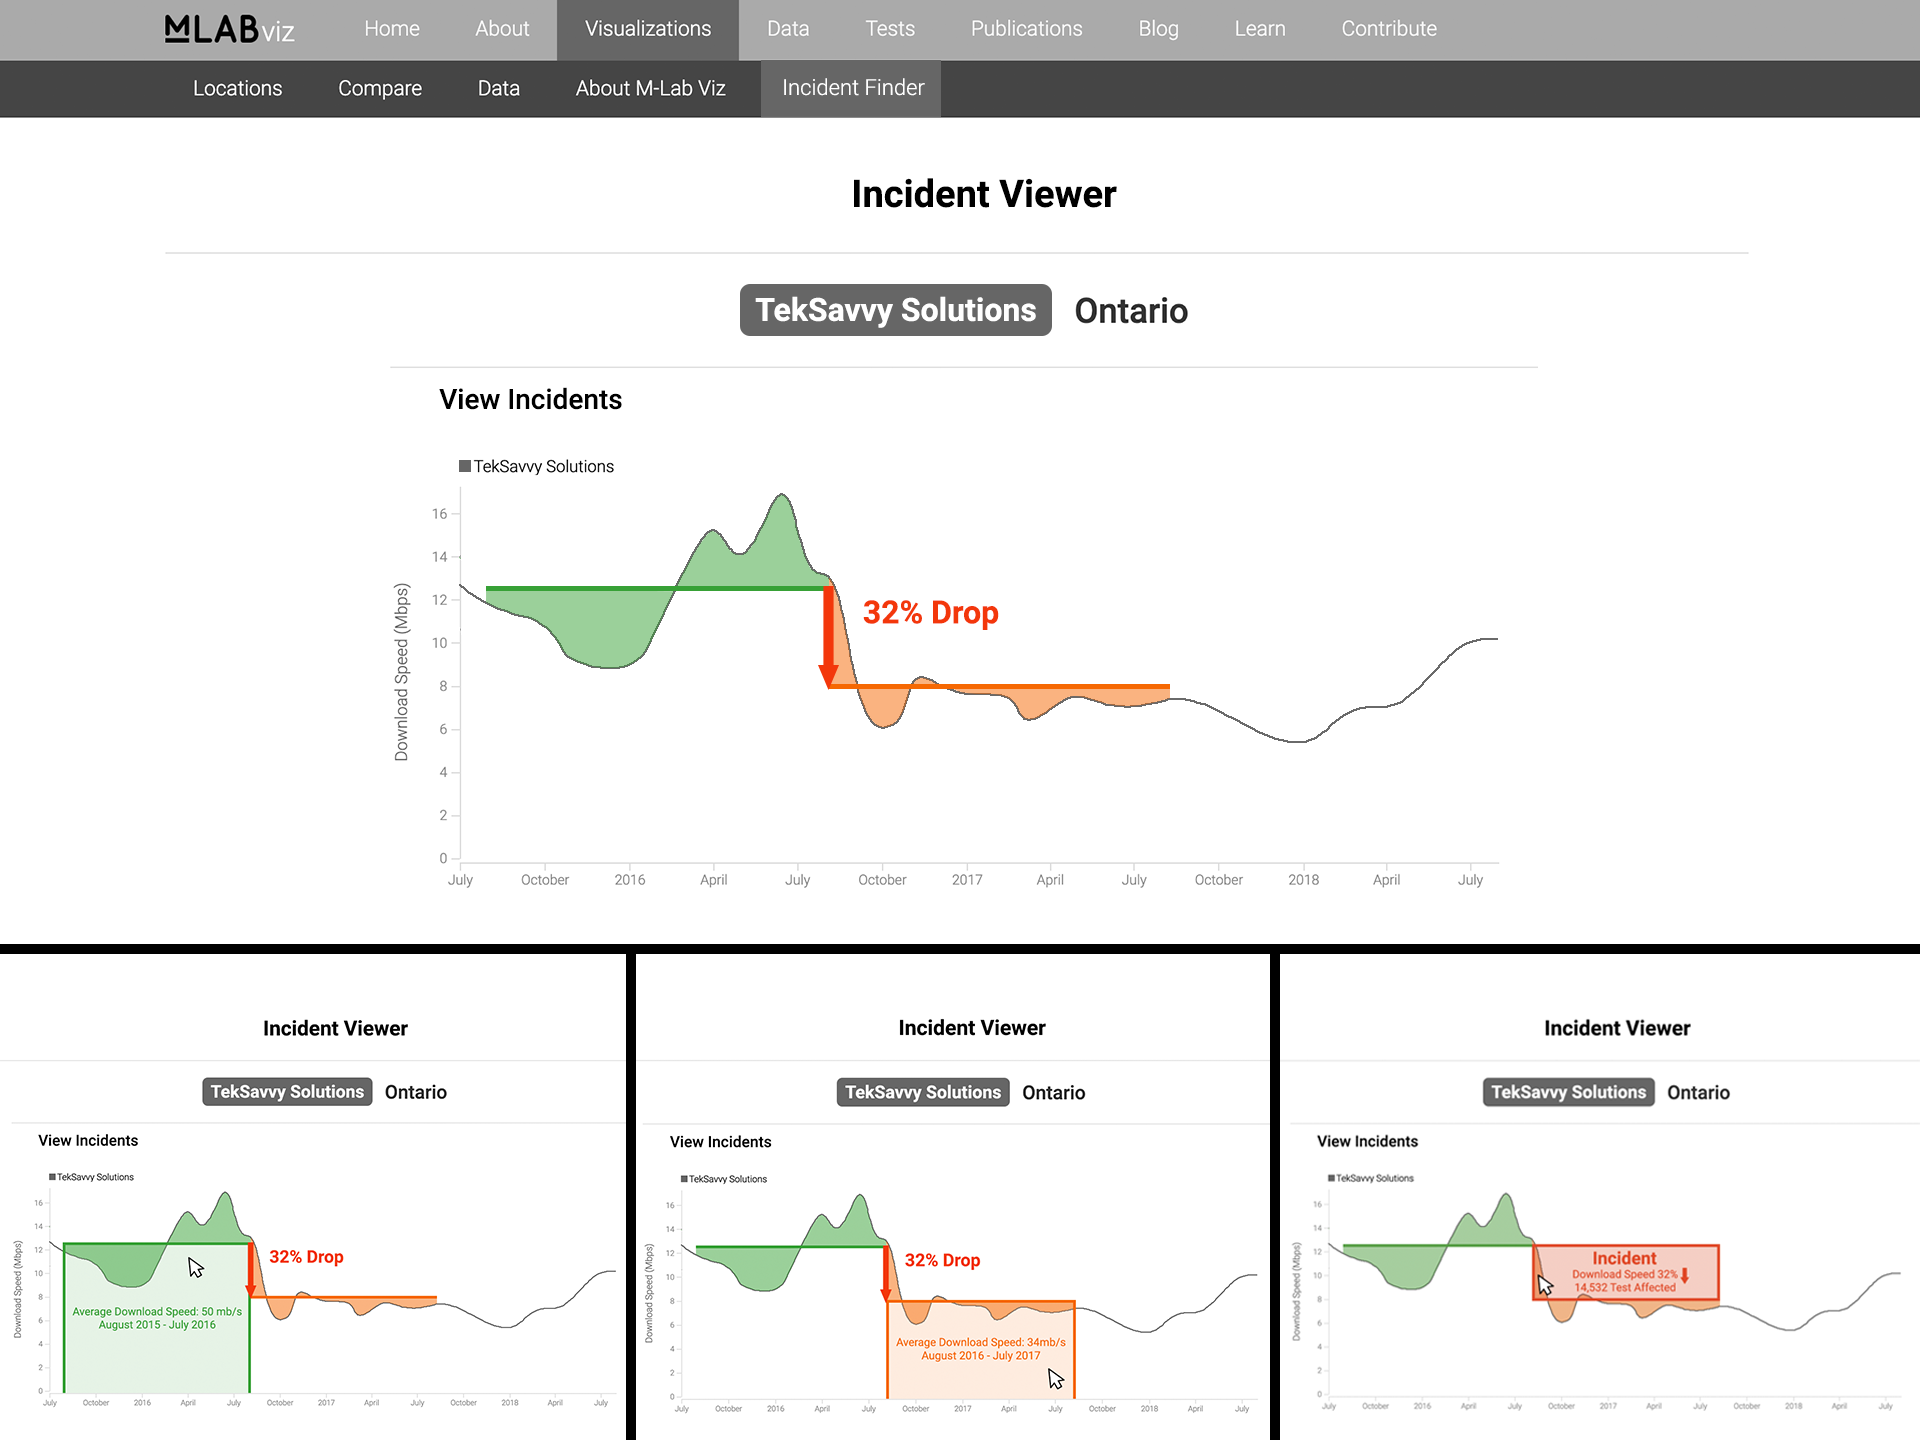 MLAB viz Home About Visualizations Data Tests Publications Blog Learn Contribute
Locations Compare Data About M-Lab Viz Incident Finder
Incident Viewer
TekSavvy Solutions Ontario
View Incidents
TekSavvy Solutions
Download Speed (Mbps)
16
14
12
10
8
6
4
2
0
32% Drop
July October 2016 April July October 2017 April July October 2018 April July
Incident Viewer
TekSavvy Solutions Ontario
View Incidents
TekSavvy Solutions
Download Speed (Mbps)
16
14
12
10
8
6
4
2
0
32% Drop
Average Download Speed: 50 mb/s
August 2015 - July 2016
July October 2016 April July October 2017 April July October 2018 April July
Incident Viewer
TekSavvy Solutions Ontario
View Incidents
TekSavvy Solutions
Download Speed (Mbps)
16
14
12
10
8
6
4
2
0
32% Drop
Average Download Speed: 34mb/s
August 2016 - July 2017
July October 2016 April July October 2017 April July October 2018 April July
Incident Viewer
TekSavvy Solutions Ontario
View Incidents
TekSavvy Solutions
Download Speed (Mbps)
16
14
12
10
8
6
4
2
0
Incident
Download Speed 32%
14,532 Test Affected
July October 2016 April July October 2017 April July October 2018 April July